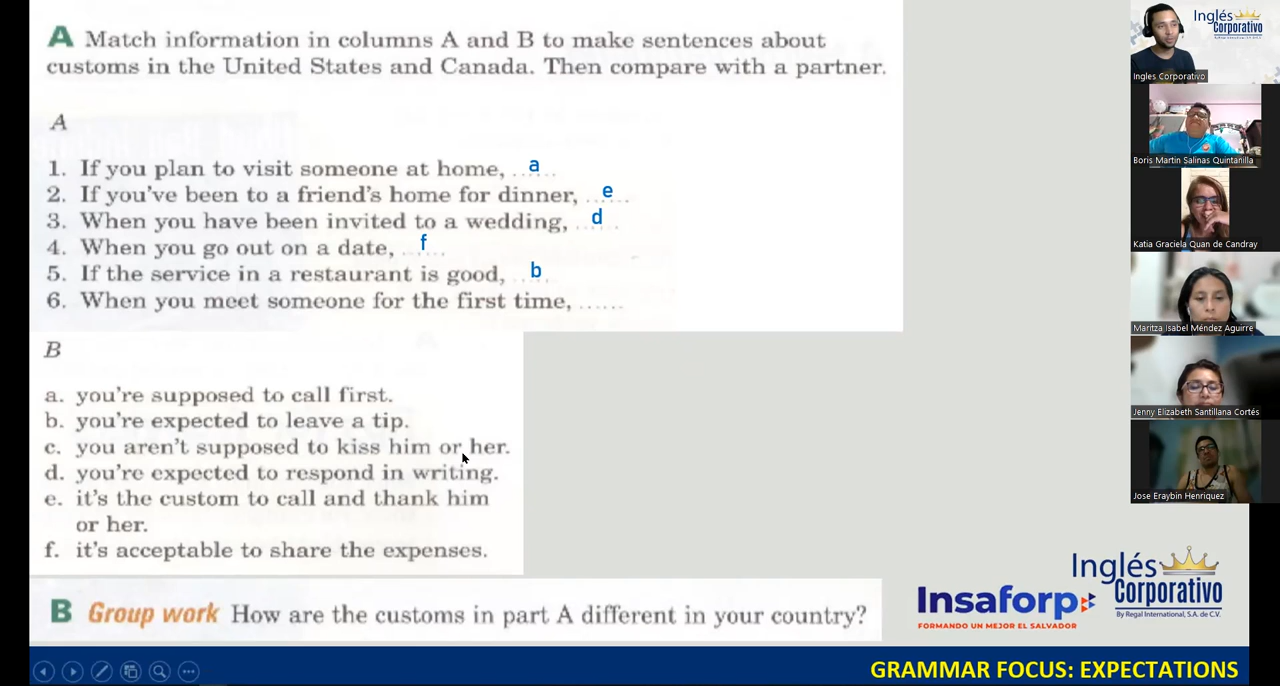 A Match information in columns A and B to make sentences about
customs in the United States and Canada. Then compare with a partner.
A
1. If you plan to visit someone at home, ...a...
2. If you've been to a friend's home for dinner, ...e...
3. When you have been invited to a wedding, ...d...
4. When you go out on a date, ...f...
5. If the service in a restaurant is good, ...b...
6. When you meet someone for the first time, ......
B
a. you're supposed to call first.
b. you're expected to leave a tip.
c. you aren't supposed to kiss him or her.
d. you're expected to respond in writing.
e. it's the custom to call and thank him
or her.
f. it's acceptable to share the expenses.
B Group work How are the customs in part A different in your country?
Insaforp
FORMANDO UN MEJOR EL SALVADOR
Inglés
Corporativo
By Regal International, S.A. de C.V.
GRAMMAR FOCUS: EXPECTATIONS
Inglés
Corporativo
Ingles Corporativo
Boris Martin Salinas Quintanilla
Katia Graciela Quan de Candray
Maritza Isabel Méndez Aguirre
Jenny Elizabeth Santillana Cortés
Jose Eraybin Henriquez